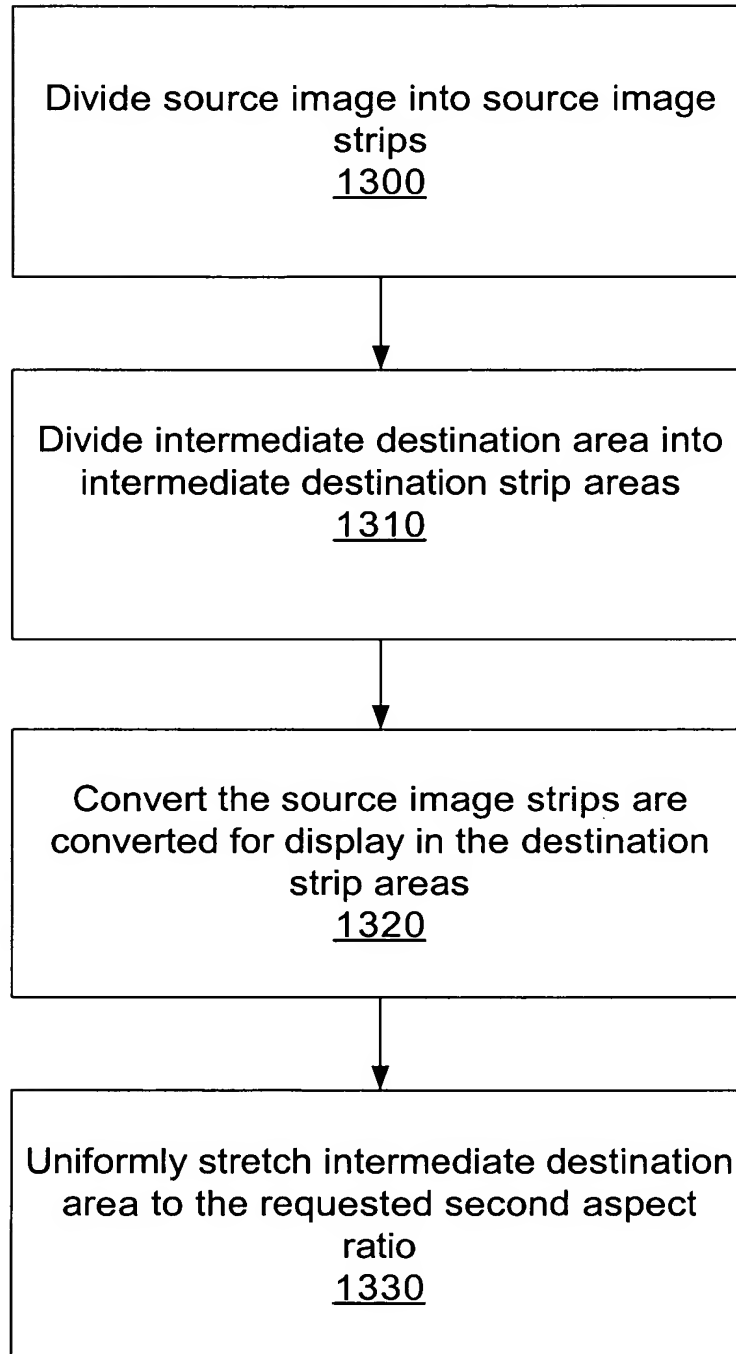 Divide source image into source image
strips
1300
Divide intermediate destination area into
intermediate destination strip areas
1310
Convert the source image strips are
converted for display in the destination
strip areas
1320
Uniformly stretch intermediate destination
area to the requested second aspect
ratio
1330